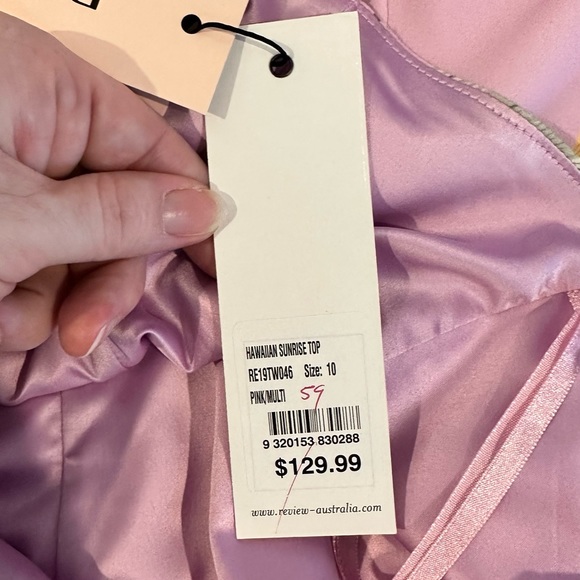 HAWAIIAN SUNRISE TOP
RE19TW046 Size: 10
PINK/MULTI 59
9 320153 830288
$129.99
www.review-australia.com